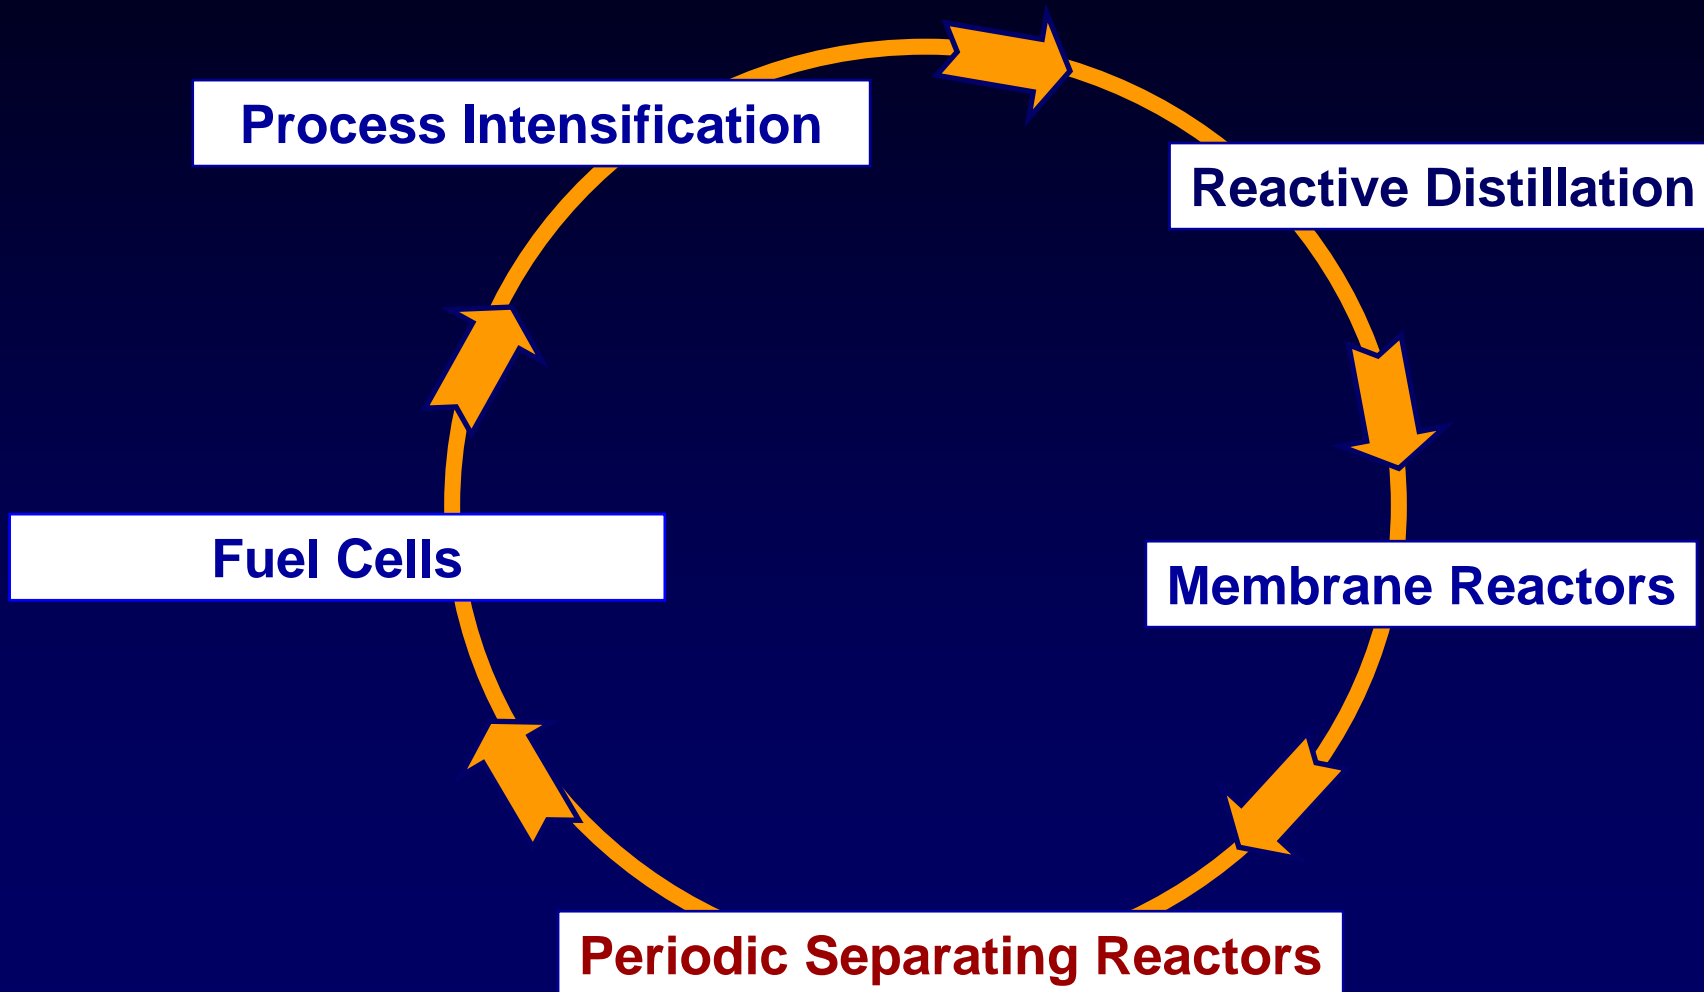 Process Intensification
Reactive Distillation
Membrane Reactors
Periodic Separating Reactors
Fuel Cells